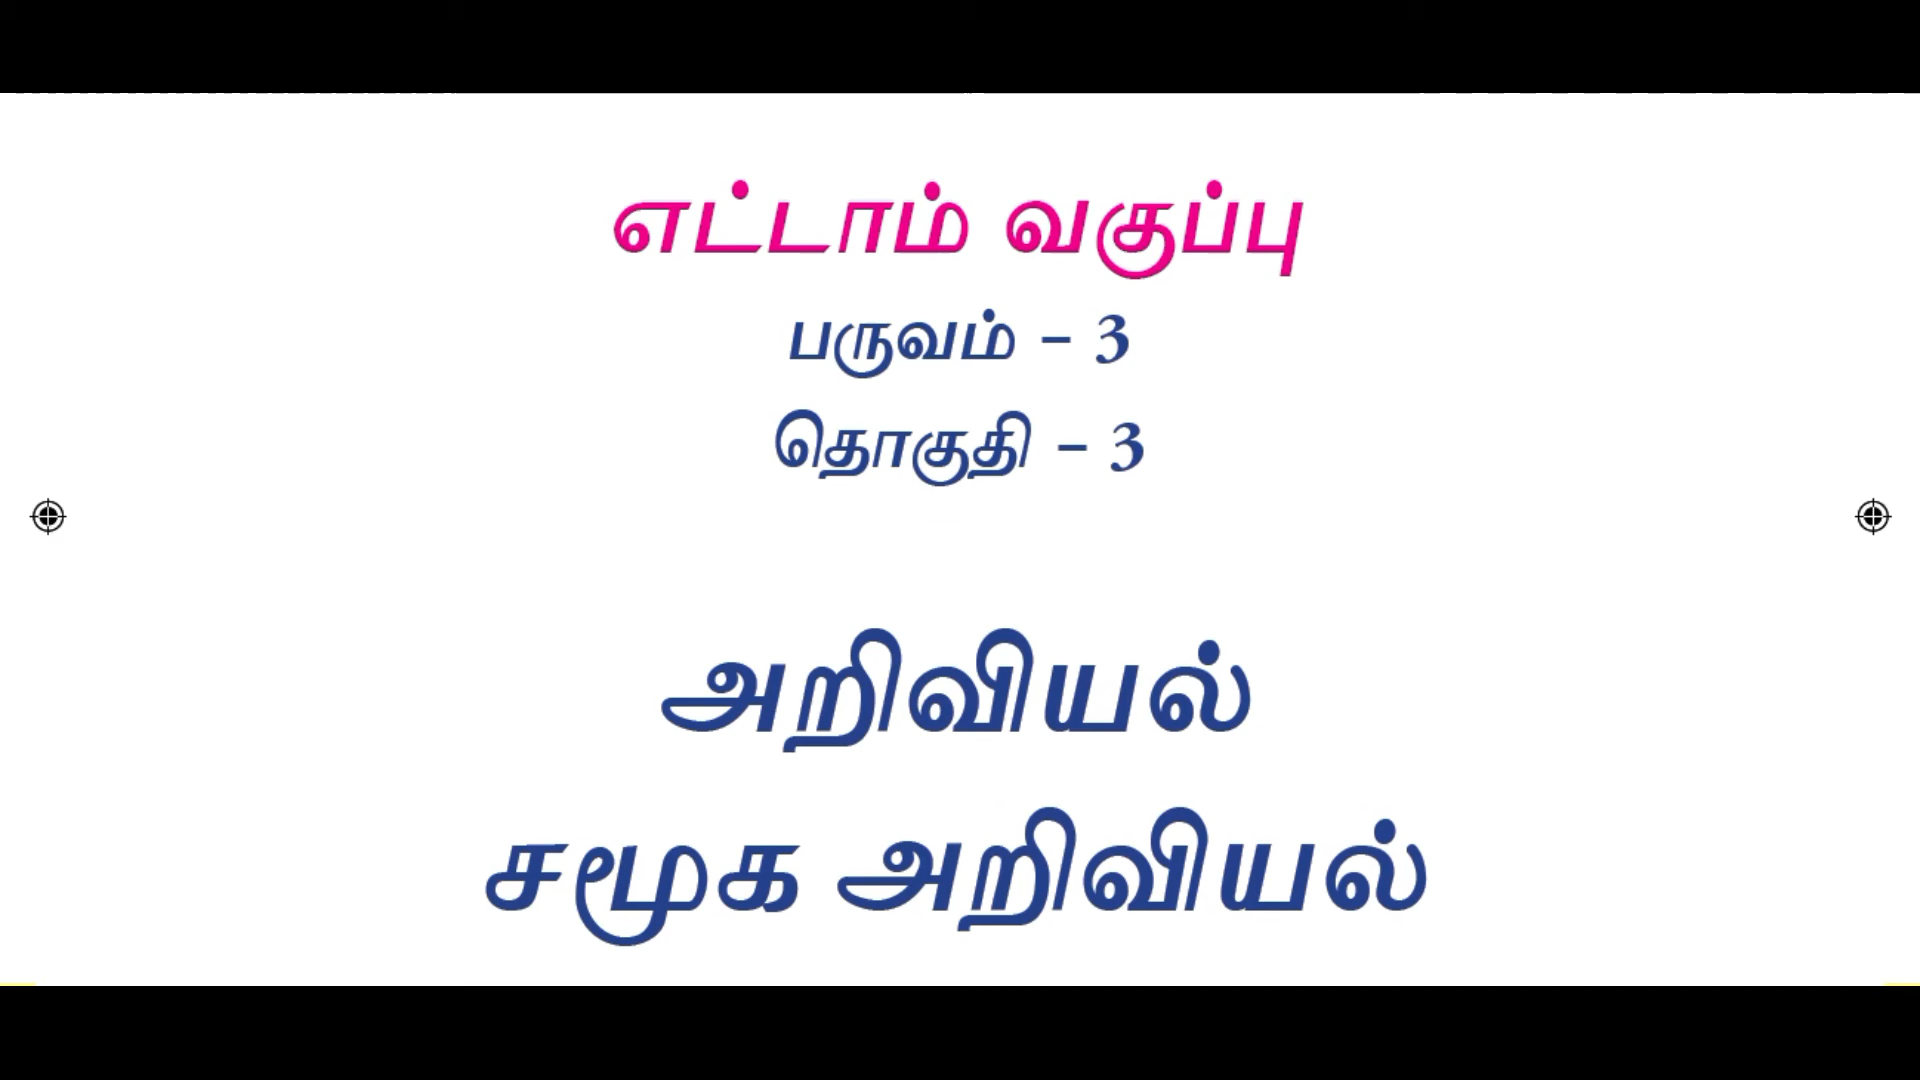 எட்டாம் வகுப்பு
பருவம் – 3
தொகுதி – 3
அறிவியல்
சமூக அறிவியல்